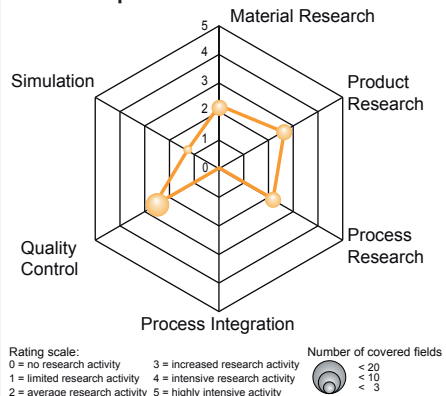 Material Research
5
4
3
2
1
0
Simulation
Product
Research
Quality
Control
Process
Research
Process Integration
Rating scale:
0 = no research activity
1 = limited research activity
2 = average research activity
3 = increased research activity
4 = intensive research activity
5 = highly intensive activity
Number of covered fields
< 20
< 10
< 3